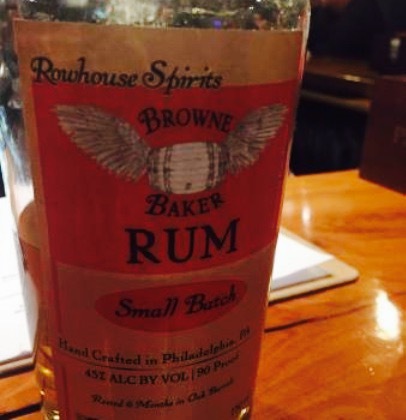 Rowhouse Spirits
BROWNE
BAKER
RUM
Small Batch
Hand Crafted in Philadelphia, PA
45% ALC BY VOL | 90 Proof
Rested 6 Months in Oak Barrels